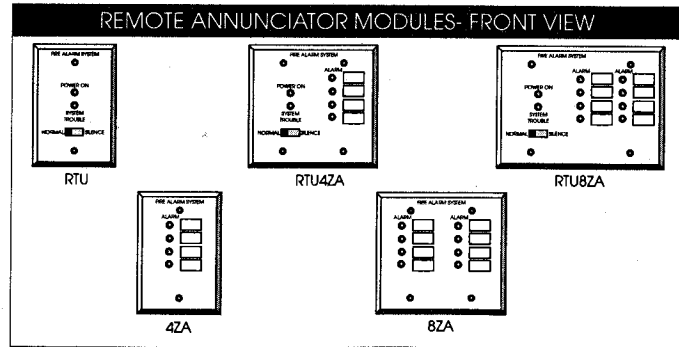 REMOTE ANNUNCIATOR MODULES- FRONT VIEW
FIRE ALARM SYSTEM
POWER ON
SYSTEM
TROUBLE
NORMAL SILENCE
RTU
FIRE ALARM SYSTEM
ALARM
POWER ON
SYSTEM
TROUBLE
NORMAL SILENCE
RTU4ZA
FIRE ALARM SYSTEM
ALARM ALARM
POWER ON
SYSTEM
TROUBLE
NORMAL SILENCE
RTU8ZA
FIRE ALARM SYSTEM
ALARM
4ZA
FIRE ALARM SYSTEM
ALARM ALARM
8ZA